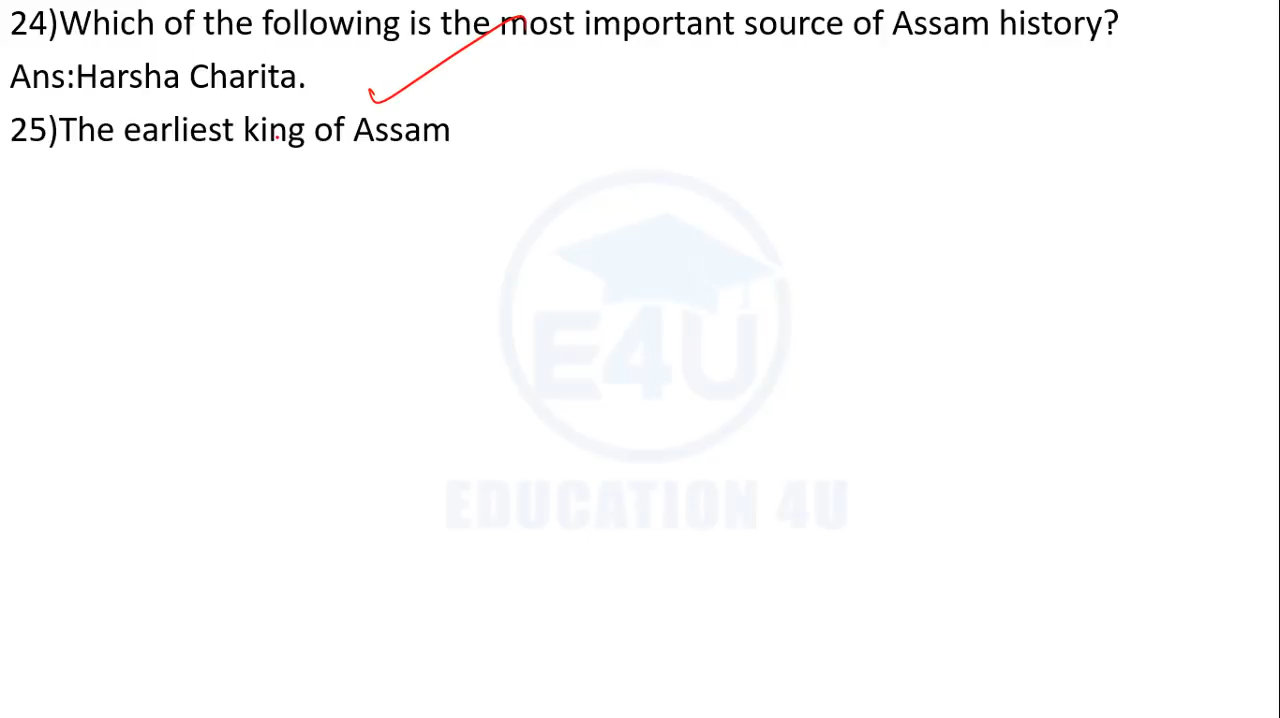 24)Which of the following is the most important source of Assam history?
Ans:Harsha Charita.
25)The earliest king of Assam
E4U
EDUCATION 4U